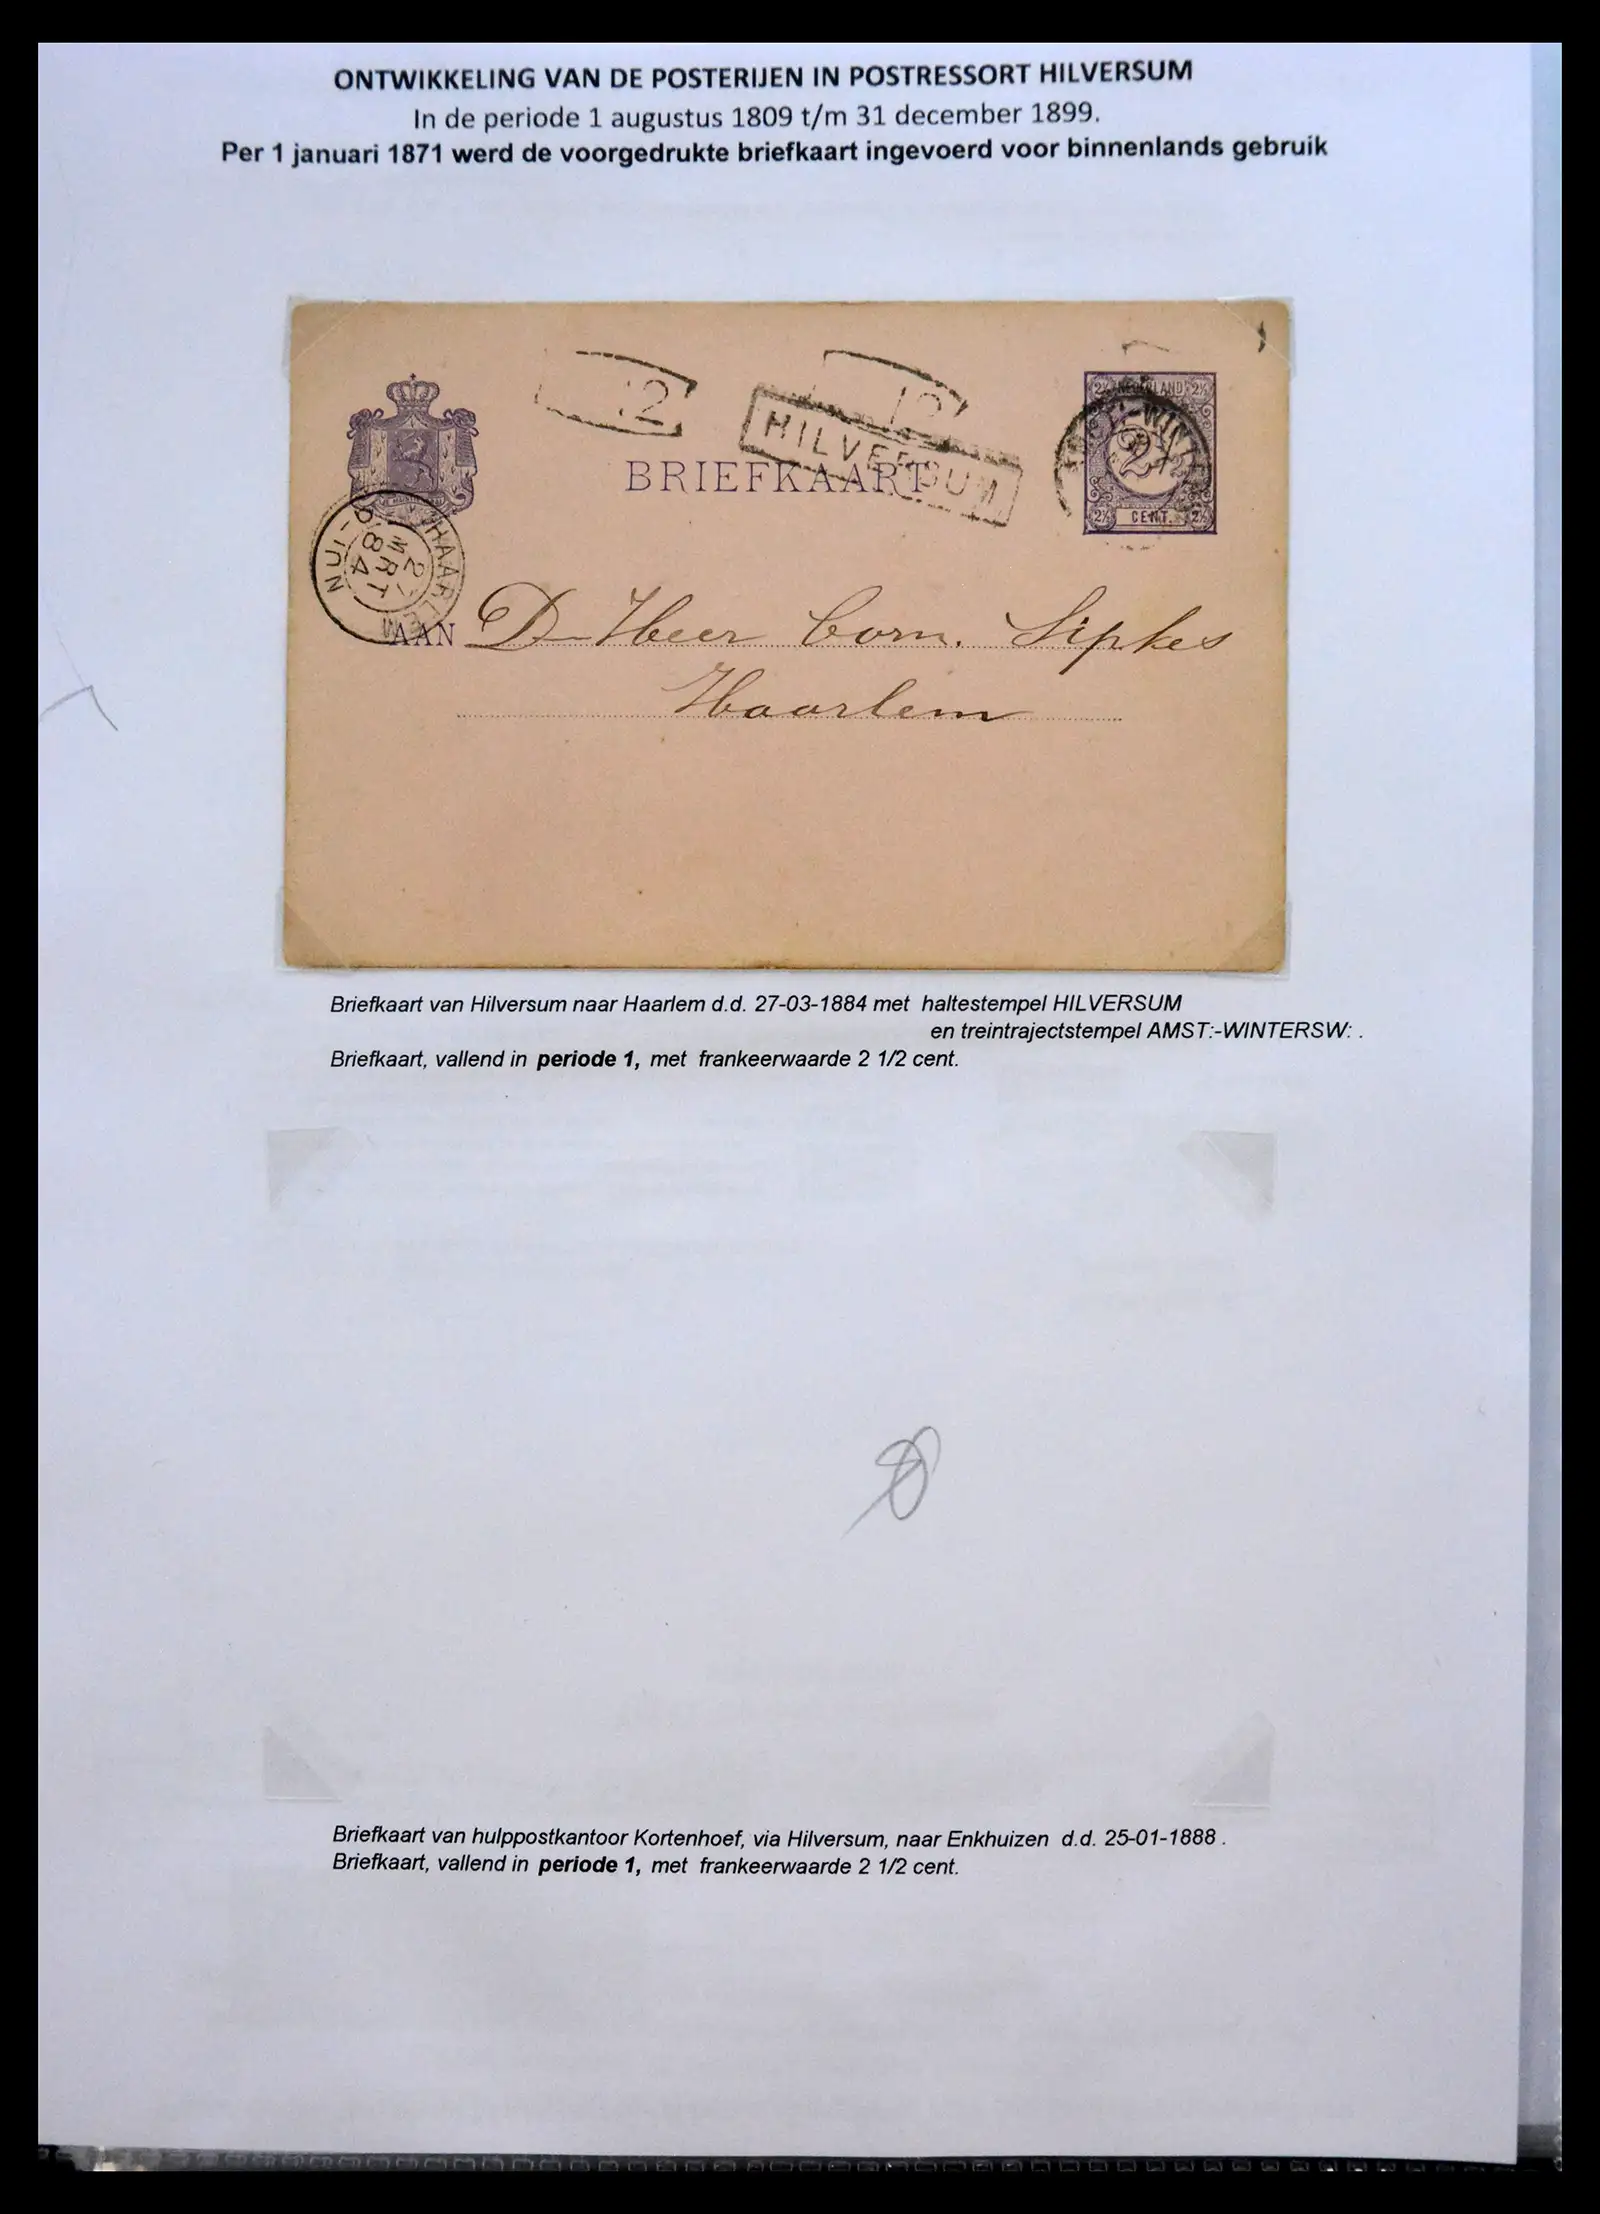 ONTWIKKELING VAN DE POSTERIJEN IN POSTRESSORT HILVERSUM
In de periode 1 augustus 1809 t/m 31 december 1899.
Per 1 januari 1871 werd de voorgedrukte briefkaart ingevoerd voor binnenlands gebruik
12
12
HILVERSUM
NEDERLAND
2½
CENT.
BRIEFKAART
HAARLEM
MRT
84
AAN De Heer Corn. Sipkes
Haarlem
Briefkaart van Hilversum naar Haarlem d.d. 27-03-1884 met haltestempel HILVERSUM
en treintrajectstempel AMST:-WINTERSW: .
Briefkaart, vallend in periode 1, met frankeerwaarde 2 1/2 cent.
Briefkaart van hulppostkantoor Kortenhoef, via Hilversum, naar Enkhuizen d.d. 25-01-1888 .
Briefkaart, vallend in periode 1, met frankeerwaarde 2 1/2 cent.